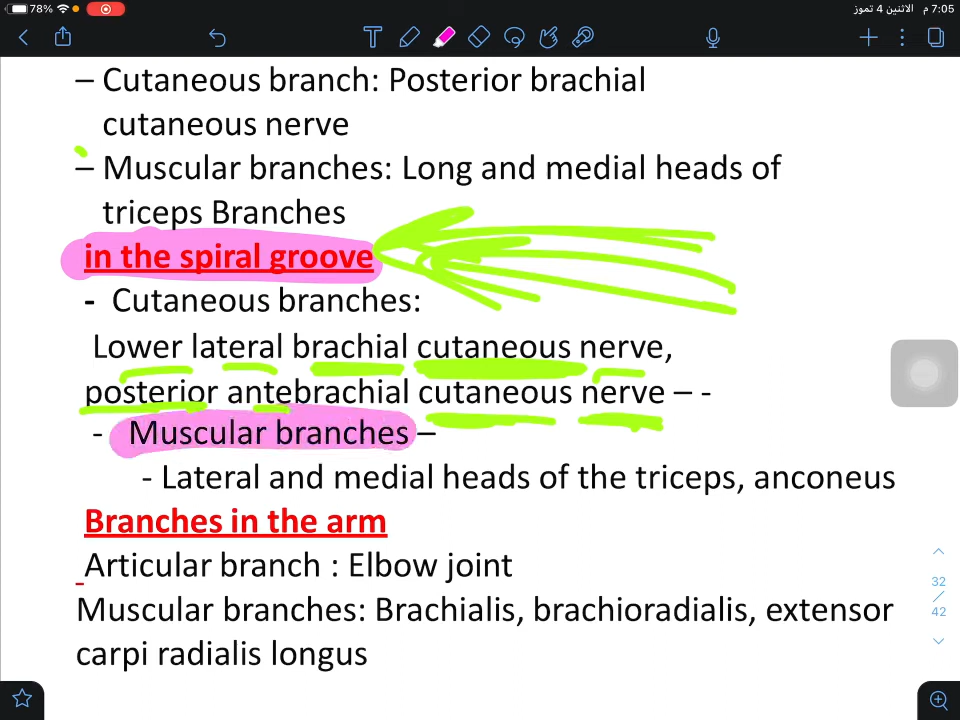 78%
7:05 م الاثنين 4 تموز
– Cutaneous branch: Posterior brachial
cutaneous nerve
– Muscular branches: Long and medial heads of
triceps Branches
in the spiral groove
- Cutaneous branches:
Lower lateral brachial cutaneous nerve,
posterior antebrachial cutaneous nerve – -
- Muscular branches –
- Lateral and medial heads of the triceps, anconeus
Branches in the arm
Articular branch : Elbow joint
Muscular branches: Brachialis, brachioradialis, extensor
carpi radialis longus
32
/
42